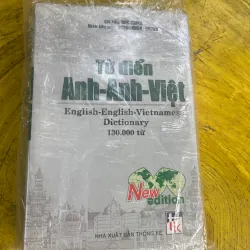 Từ điển
Anh-Anh-Việt
English-English-Vietnamese
Dictionary
130.000 từ
New
edition
NHÀ XUẤT BẢN THỐNG KÊ